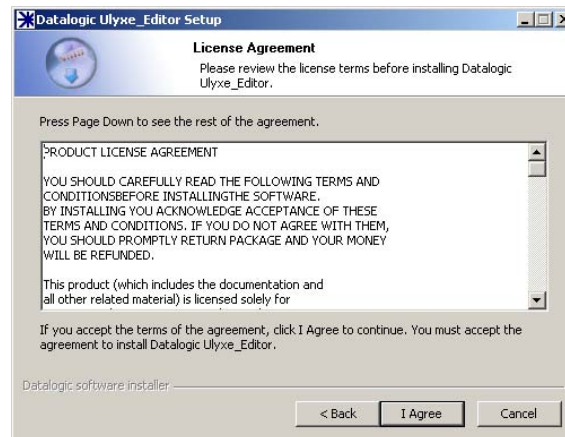 Datalogic Ulyxe_Editor Setup
License Agreement
Please review the license terms before installing Datalogic
Ulyxe_Editor.
Press Page Down to see the rest of the agreement.
PRODUCT LICENSE AGREEMENT
YOU SHOULD CAREFULLY READ THE FOLLOWING TERMS AND
CONDITIONSBEFORE INSTALLINGTHE SOFTWARE.
BY INSTALLING YOU ACKNOWLEDGE ACCEPTANCE OF THESE
TERMS AND CONDITIONS. IF YOU DO NOT AGREE WITH THEM,
YOU SHOULD PROMPTLY RETURN PACKAGE AND YOUR MONEY
WILL BE REFUNDED.
This product (which includes the documentation and
all other related material) is licensed solely for
If you accept the terms of the agreement, click I Agree to continue. You must accept the
agreement to install Datalogic Ulyxe_Editor.
Datalogic software installer
< Back I Agree Cancel